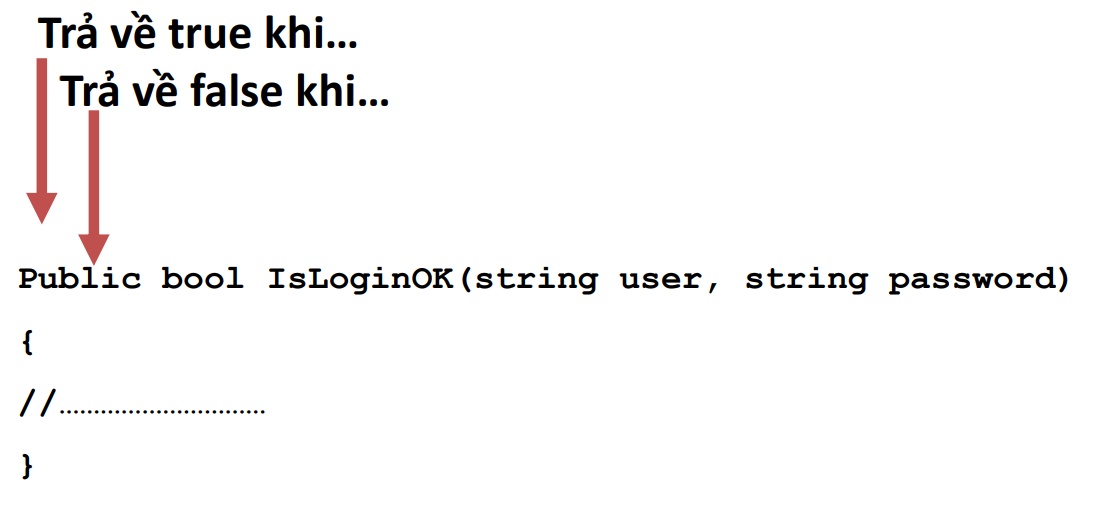 Trả về true khi...
Trả về false khi...
Public bool IsLoginOK(string user, string password)
{
//..............................
}